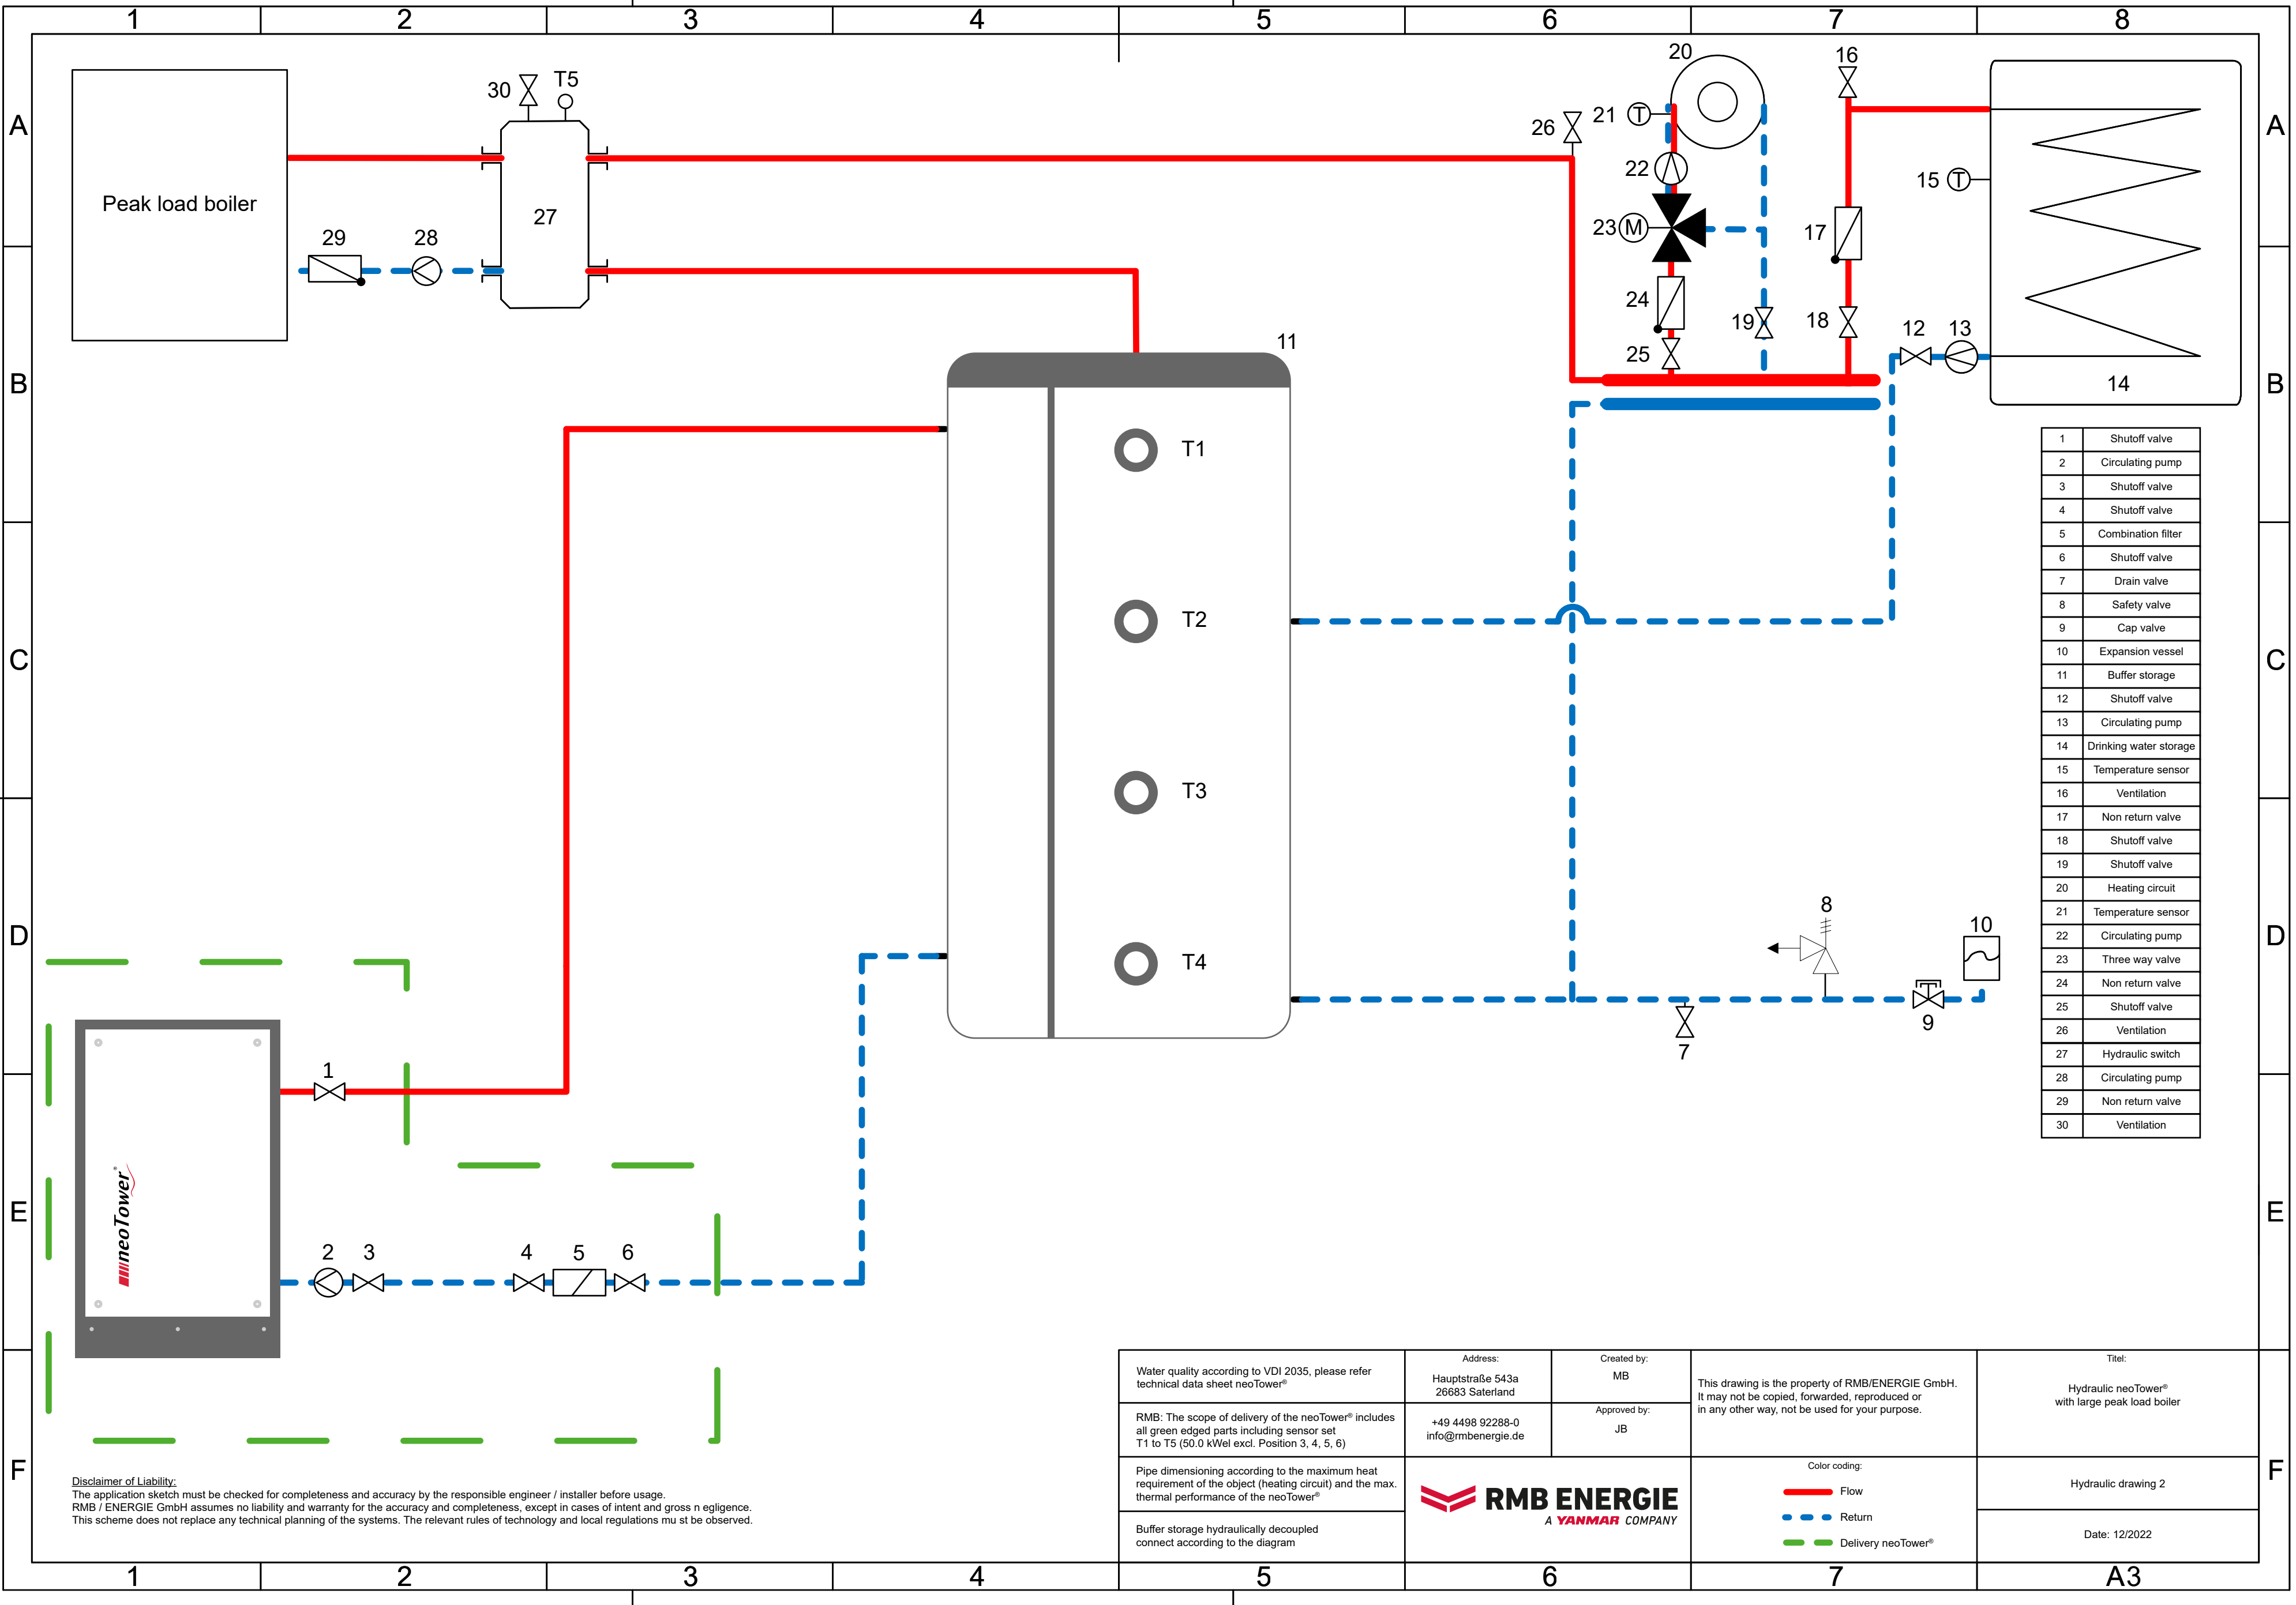 1 2 3 4 5 6 7 8
A A
B B
C C
D D
E E
F F
Peak load boiler
30 T5
27
29 28
26
20
21 T
22
23 M
24
25
19
16
17
18
15 T
12 13
14
11
T1
T2
T3
T4
8
10
9
7
1
2 3 4 5 6
neoTower®
1 Shutoff valve
2 Circulating pump
3 Shutoff valve
4 Shutoff valve
5 Combination filter
6 Shutoff valve
7 Drain valve
8 Safety valve
9 Cap valve
10 Expansion vessel
11 Buffer storage
12 Shutoff valve
13 Circulating pump
14 Drinking water storage
15 Temperature sensor
16 Ventilation
17 Non return valve
18 Shutoff valve
19 Shutoff valve
20 Heating circuit
21 Temperature sensor
22 Circulating pump
23 Three way valve
24 Non return valve
25 Shutoff valve
26 Ventilation
27 Hydraulic switch
28 Circulating pump
29 Non return valve
30 Ventilation
Disclaimer of Liability:
The application sketch must be checked for completeness and accuracy by the responsible engineer / installer before usage.
RMB / ENERGIE GmbH assumes no liability and warranty for the accuracy and completeness, except in cases of intent and gross n egligence.
This scheme does not replace any technical planning of the systems. The relevant rules of technology and local regulations mu st be observed.
Water quality according to VDI 2035, please refer
technical data sheet neoTower®
RMB: The scope of delivery of the neoTower® includes
all green edged parts including sensor set
T1 to T5 (50.0 kWel excl. Position 3, 4, 5, 6)
Pipe dimensioning according to the maximum heat
requirement of the object (heating circuit) and the max.
thermal performance of the neoTower®
Buffer storage hydraulically decoupled
connect according to the diagram
Address:
Hauptstraße 543a
26683 Saterland
+49 4498 92288-0
info@rmbenergie.de
Created by:
MB
Approved by:
JB
RMB ENERGIE
A YANMAR COMPANY
This drawing is the property of RMB/ENERGIE GmbH.
It may not be copied, forwarded, reproduced or
in any other way, not be used for your purpose.
Color coding:
Flow
Return
Delivery neoTower®
Titel:
Hydraulic neoTower®
with large peak load boiler
Hydraulic drawing 2
Date: 12/2022
1 2 3 4 5 6 7 A3